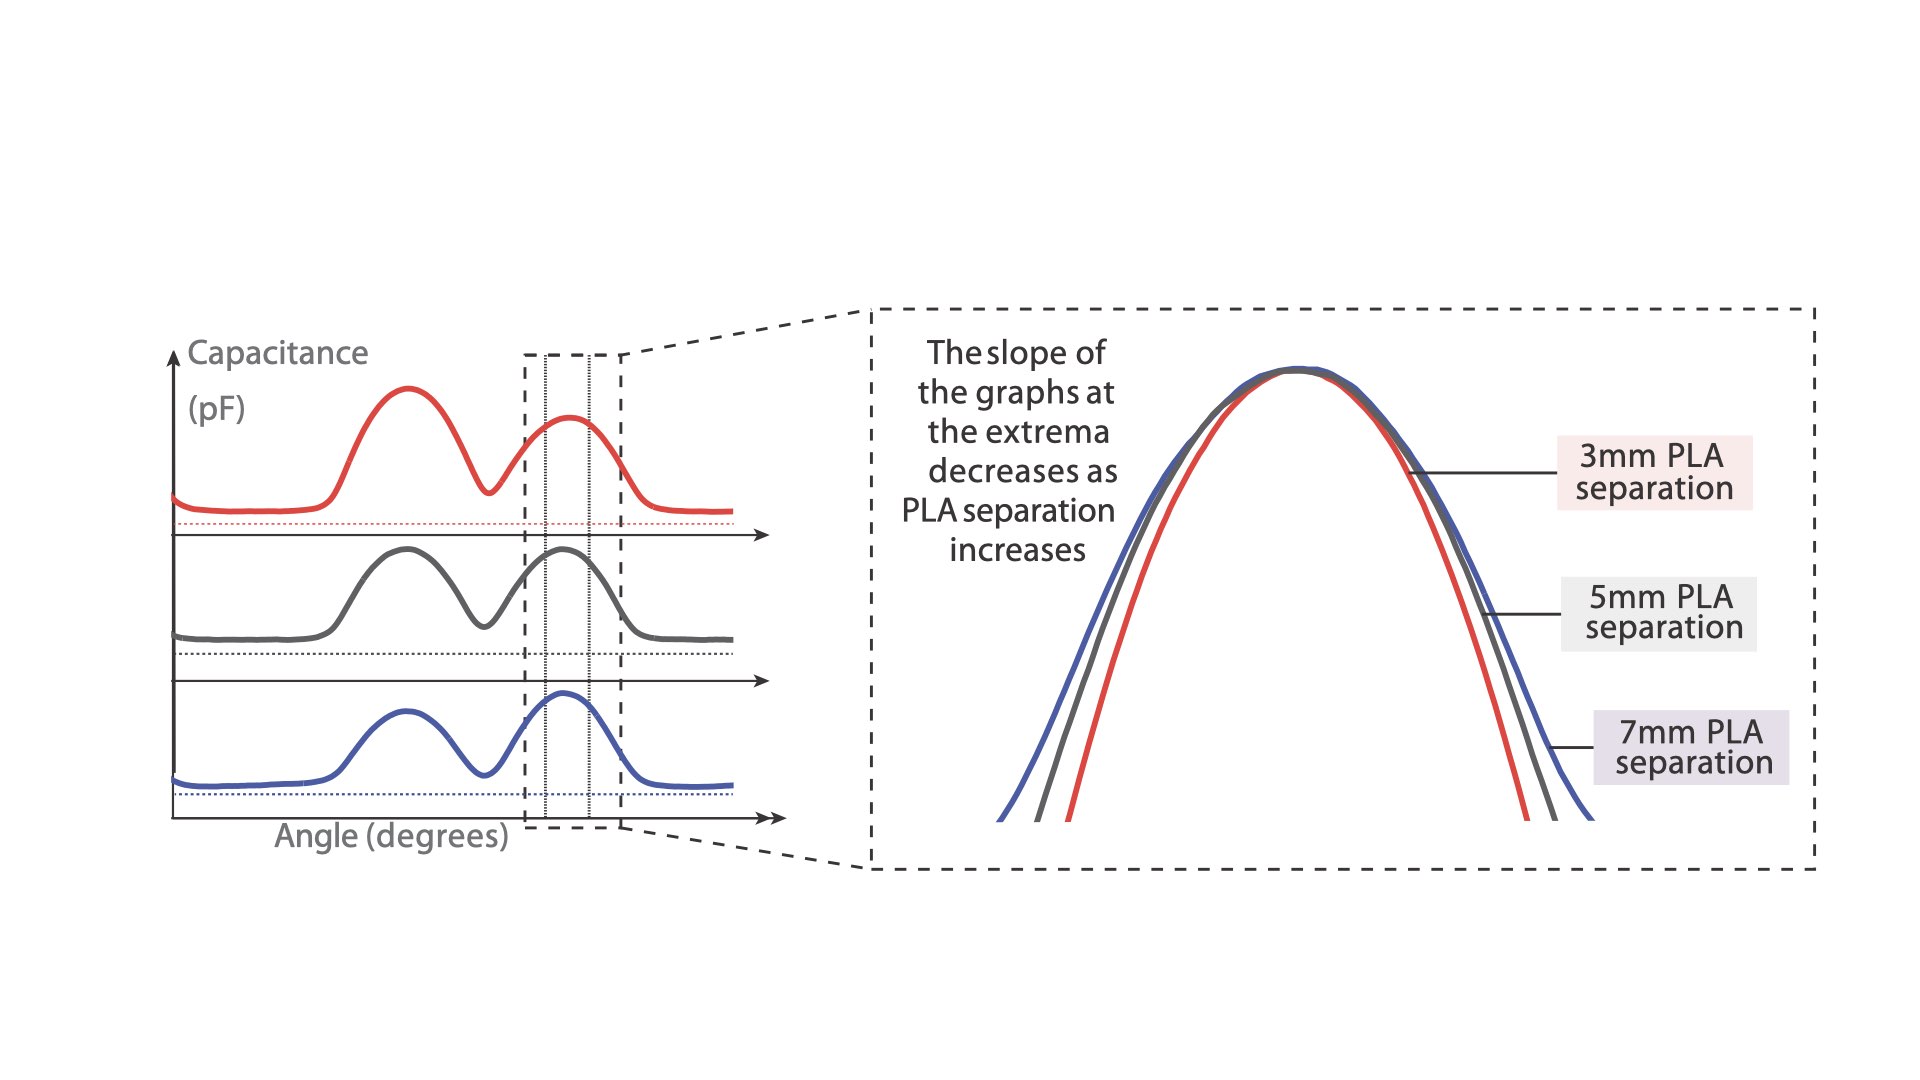 Capacitance
(pF)
Angle (degrees)
The slope of
the graphs at
the extrema
decreases as
PLA separation
increases
3mm PLA
separation
5mm PLA
separation
7mm PLA
separation